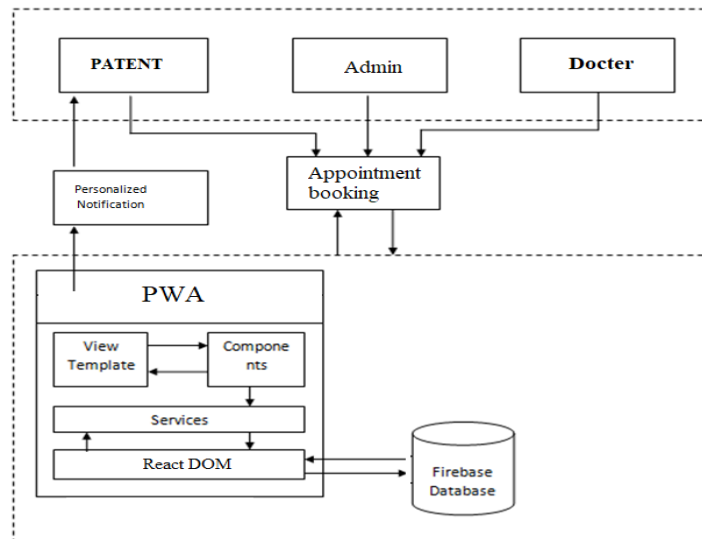 PATENT
Admin
Docter
Appointment
booking
Personalized
Notification
PWA
View
Template
Compone
nts
Services
React DOM
Firebase
Database